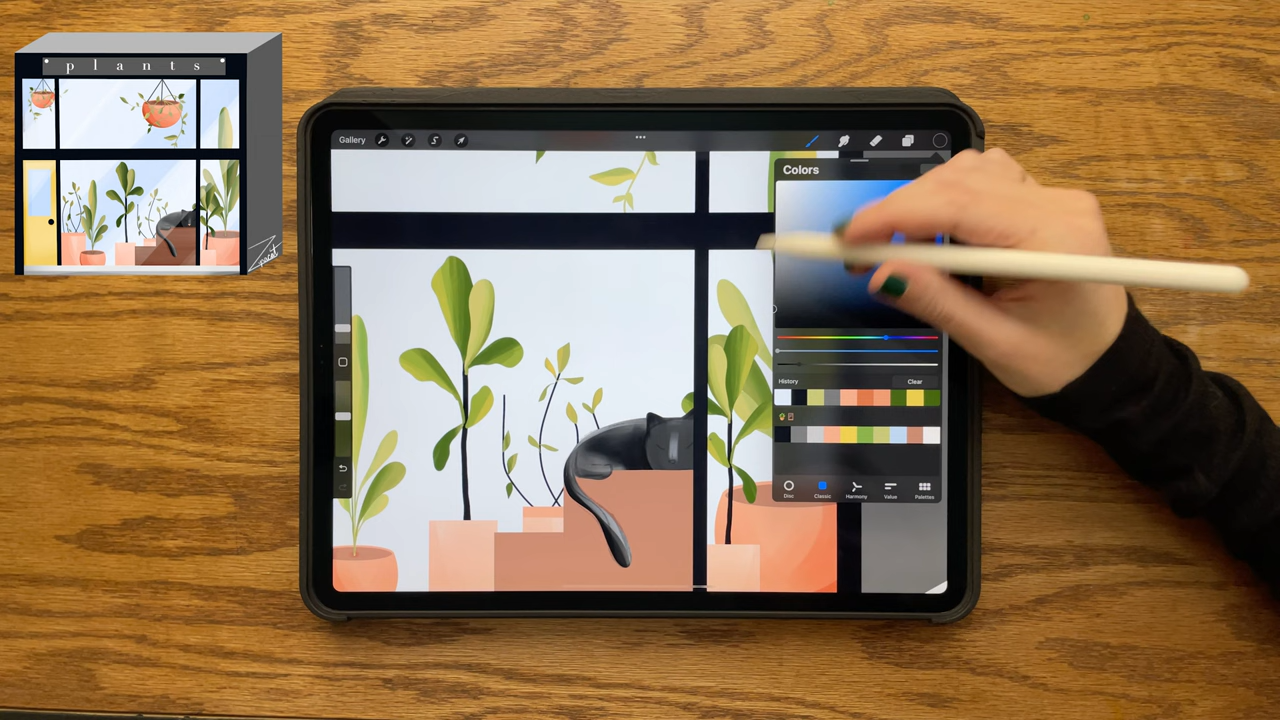 p l a n t s
Gallery
Colors
History
Clear
Disc
Classic
Harmony
Value
Palettes